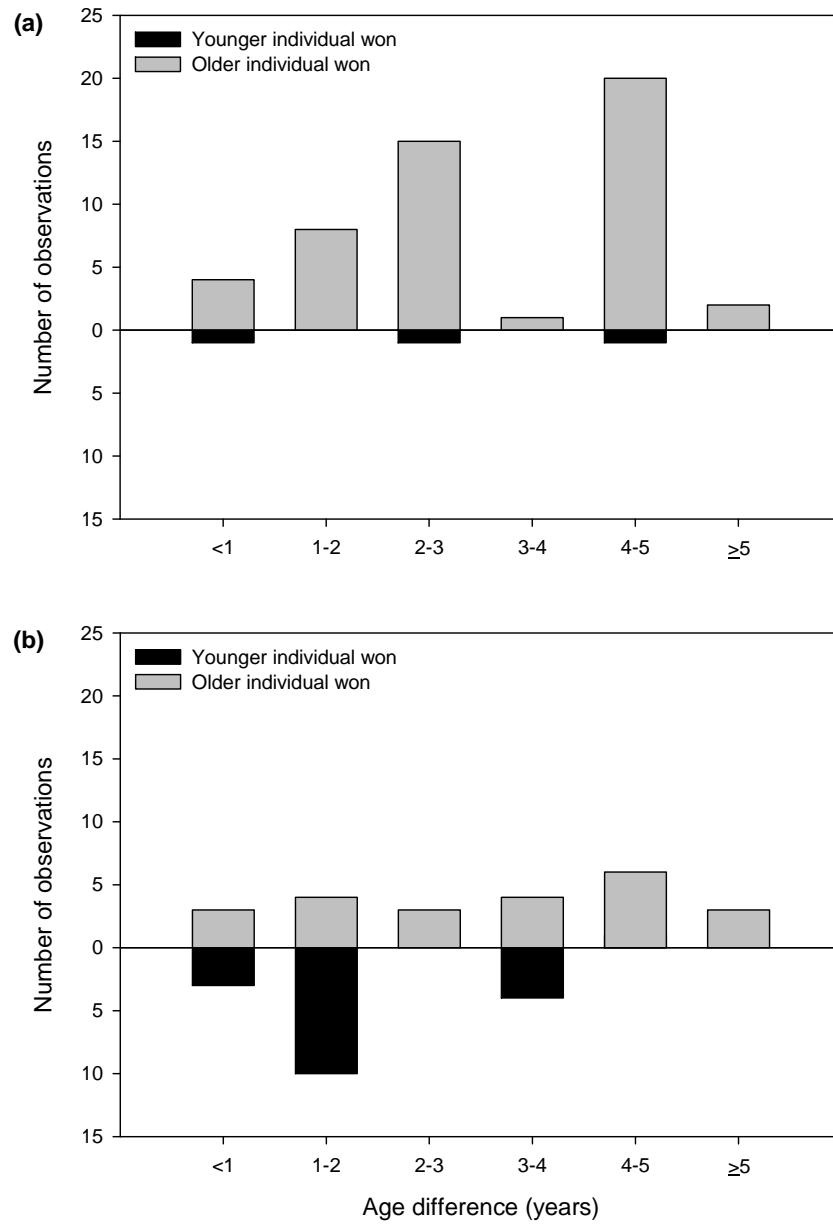 (a)
Younger individual won
Older individual won
Number of observations
25
20
15
10
5
0
5
10
15
<1 1-2 2-3 3-4 4-5 ≥5
(b)
Younger individual won
Older individual won
Number of observations
25
20
15
10
5
0
5
10
15
<1 1-2 2-3 3-4 4-5 ≥5
Age difference (years)